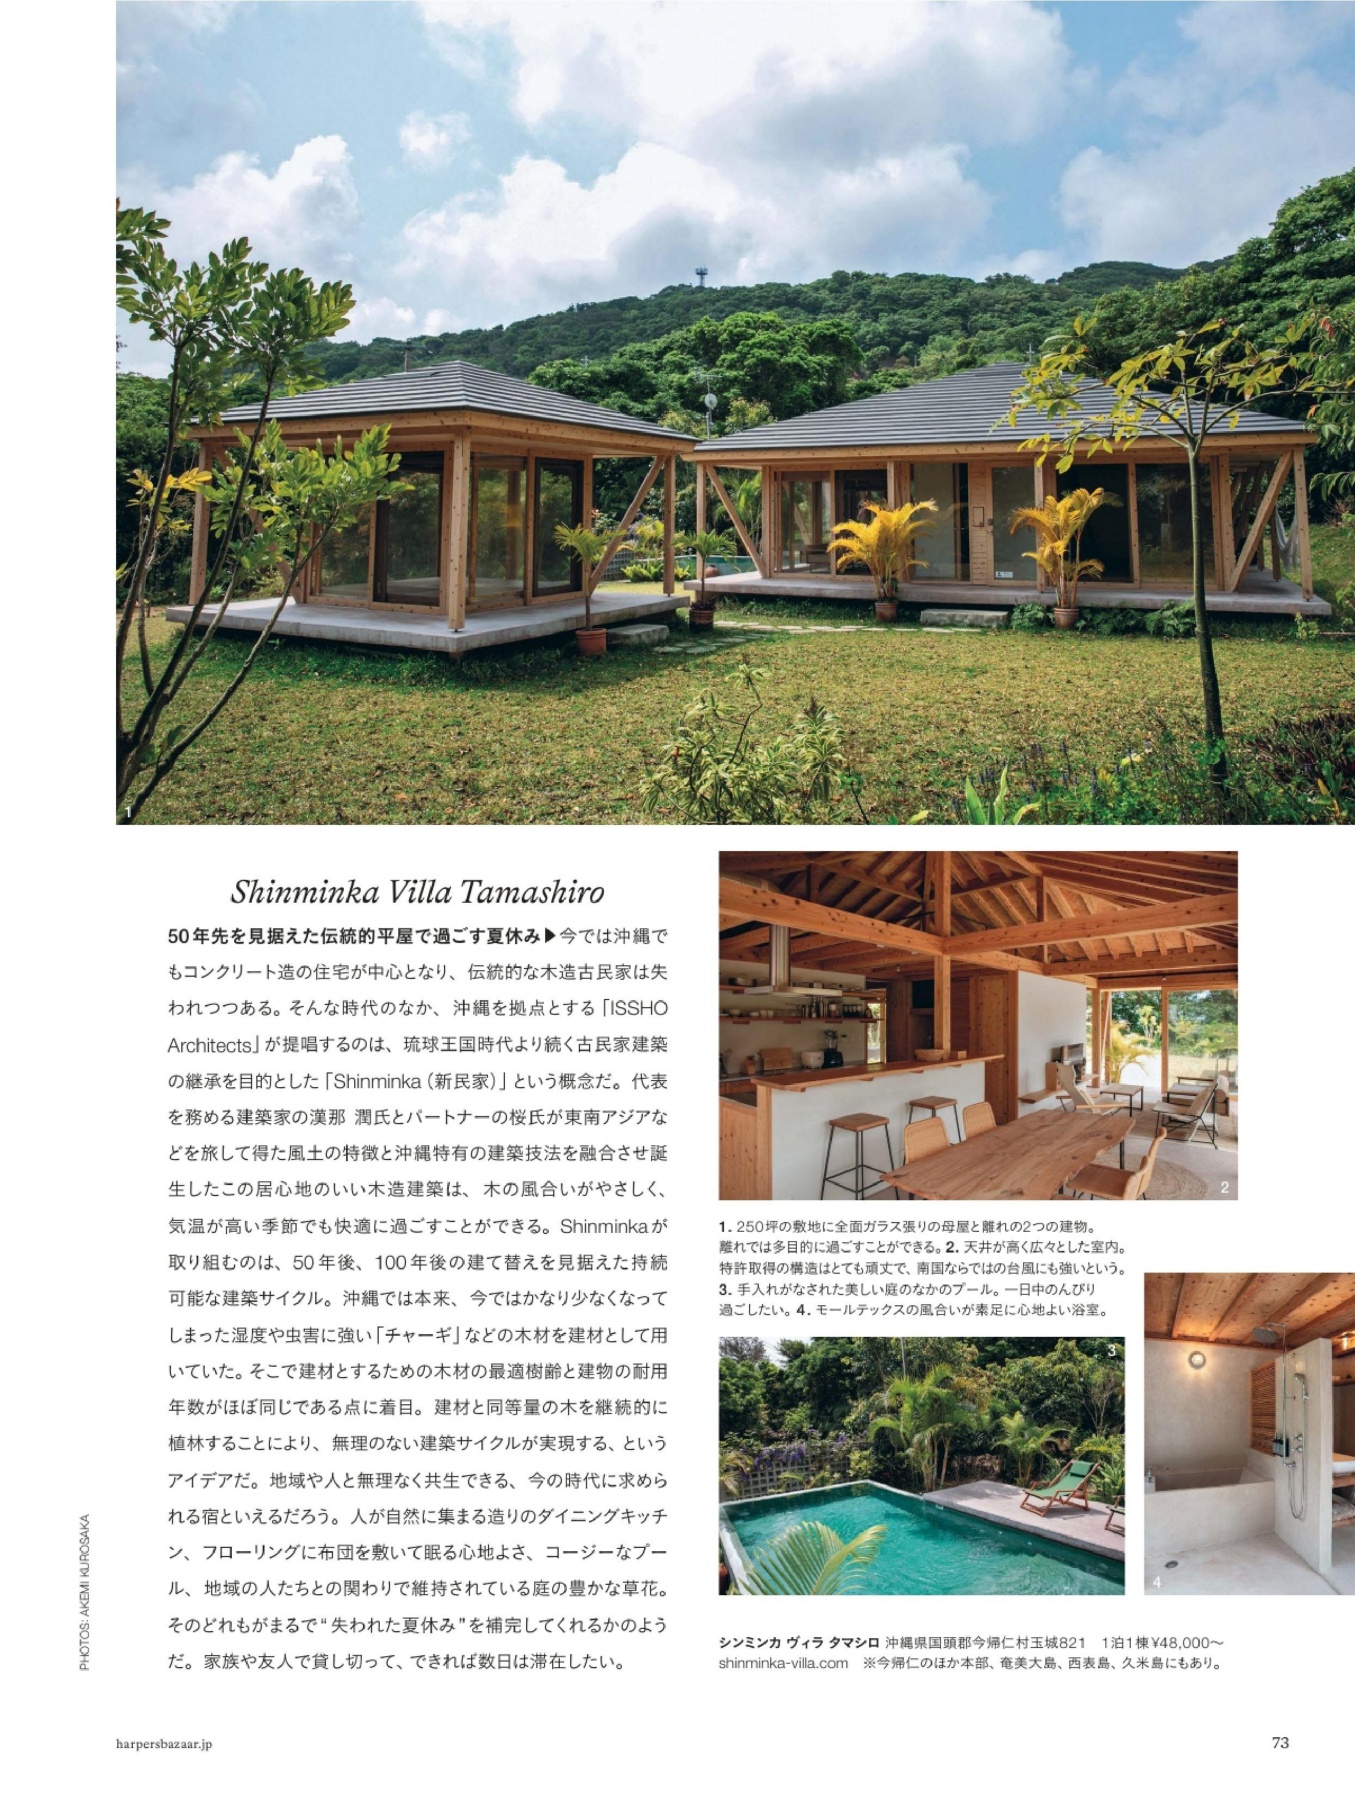 1
Shinminka Villa Tamashiro
50年先を見据えた伝統的平屋で過ごす夏休み▶今では沖縄で
もコンクリート造の住宅が中心となり、伝統的な木造古民家は失
われつつある。そんな時代のなか、沖縄を拠点とする「ISSHO
Architects」が提唱するのは、琉球王国時代より続く古民家建築
の継承を目的とした「Shinminka（新民家）」という概念だ。代表
を務める建築家の漢那 潤氏とパートナーの桜氏が東南アジアな
どを旅して得た風土の特徴と沖縄特有の建築技法を融合させ誕
生したこの居心地のいい木造建築は、木の風合いがやさしく、
気温が高い季節でも快適に過ごすことができる。Shinminkaが
取り組むのは、50年後、100年後の建て替えを見据えた持続
可能な建築サイクル。沖縄では本来、今ではかなり少なくなって
しまった湿度や虫害に強い「チャーギ」などの木材を建材として用
いていた。そこで建材とするための木材の最適樹齢と建物の耐用
年数がほぼ同じである点に着目。建材と同等量の木を継続的に
植林することにより、無理のない建築サイクルが実現する、という
アイデアだ。地域や人と無理なく共生できる、今の時代に求めら
れる宿といえるだろう。人が自然に集まる造りのダイニングキッチ
ン、フローリングに布団を敷いて眠る心地よさ、コージーなプー
ル、地域の人たちとの関わりで維持されている庭の豊かな草花。
そのどれもがまるで“失われた夏休み”を補完してくれるかのよう
だ。家族や友人で貸し切って、できれば数日は滞在したい。
2
1. 250坪の敷地に全面ガラス張りの母屋と離れの2つの建物。
離れでは多目的に過ごすことができる。2. 天井が高く広々とした室内。
特許取得の構造はとても頑丈で、南国ならではの台風にも強いという。
3. 手入れがなされた美しい庭のなかのプール。一日中のんびり
過ごしたい。4. モールテックスの風合いが素足に心地よい浴室。
3
4
シンミンカ ヴィラ タマシロ 沖縄県国頭郡今帰仁村玉城821 1泊1棟¥48,000〜
shinminka-villa.com ※今帰仁のほか本部、奄美大島、西表島、久米島にもあり。
PHOTOS: AKEMI KUROSAKA
harpersbazaar.jp
73